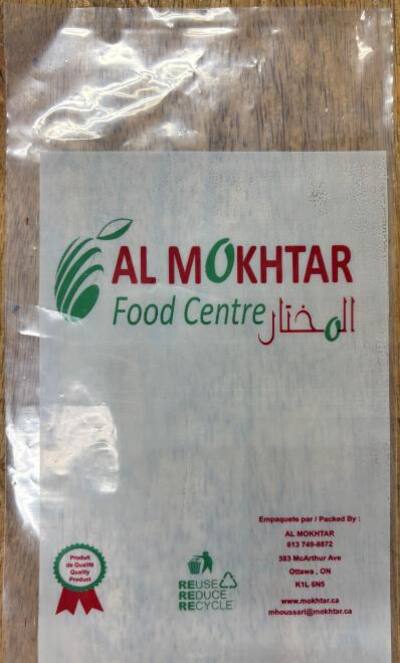 AL MOKHTAR
Food Centre
المختار
Empaquete par / Packed By :
AL MOKHTAR
613 749-8872
383 McArthur Ave
Ottawa , ON
K1L 6N5
www.mokhtar.ca
mhoussari@mokhtar.ca
Produit
de Qualité
Quality
Product
REUSE
REDUCE
RECYCLE